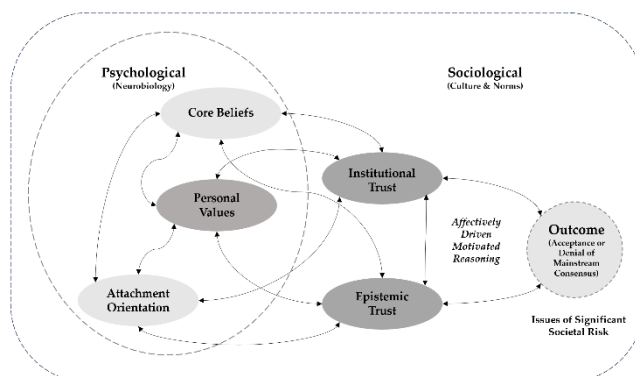 Psychological
(Neurobiology)
Sociological
(Culture & Norms)
Core Beliefs
Institutional
Trust
Personal
Values
Affectively
Driven
Motivated
Reasoning
Outcome
(Acceptance or
Denial of
Mainstream
Consensus)
Attachment
Orientation
Epistemic
Trust
Issues of Significant
Societal Risk